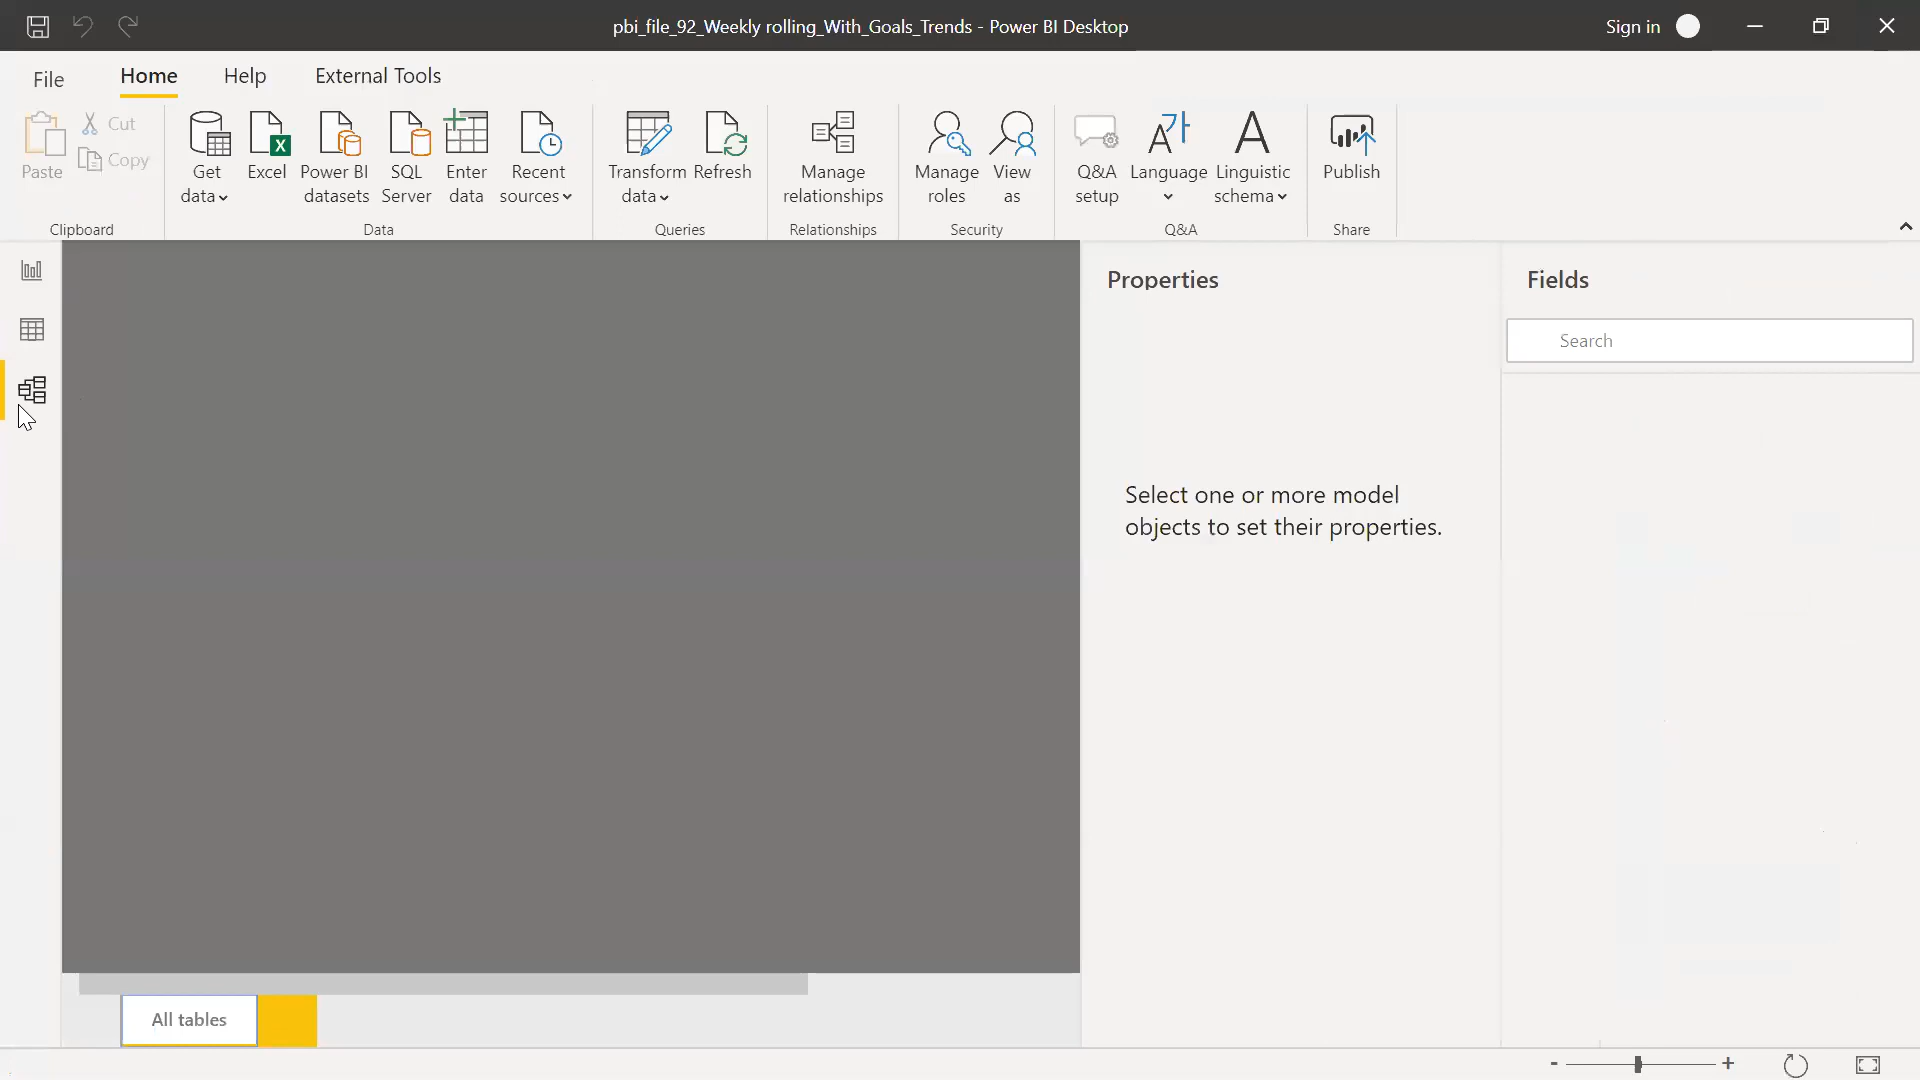 pbi_file_92_Weekly rolling_With_Goals_Trends - Power BI Desktop
Sign in
File
Home
Help
External Tools
Paste
Cut
Copy
Clipboard
Get
data
Excel
Power BI
datasets
SQL
Server
Enter
data
Recent
sources
Data
Transform
data
Refresh
Queries
Manage
relationships
Relationships
Manage
roles
View
as
Security
Q&A
setup
Language
Linguistic
schema
Q&A
Publish
Share
Properties
Select one or more model
objects to set their properties.
Fields
Search
All tables